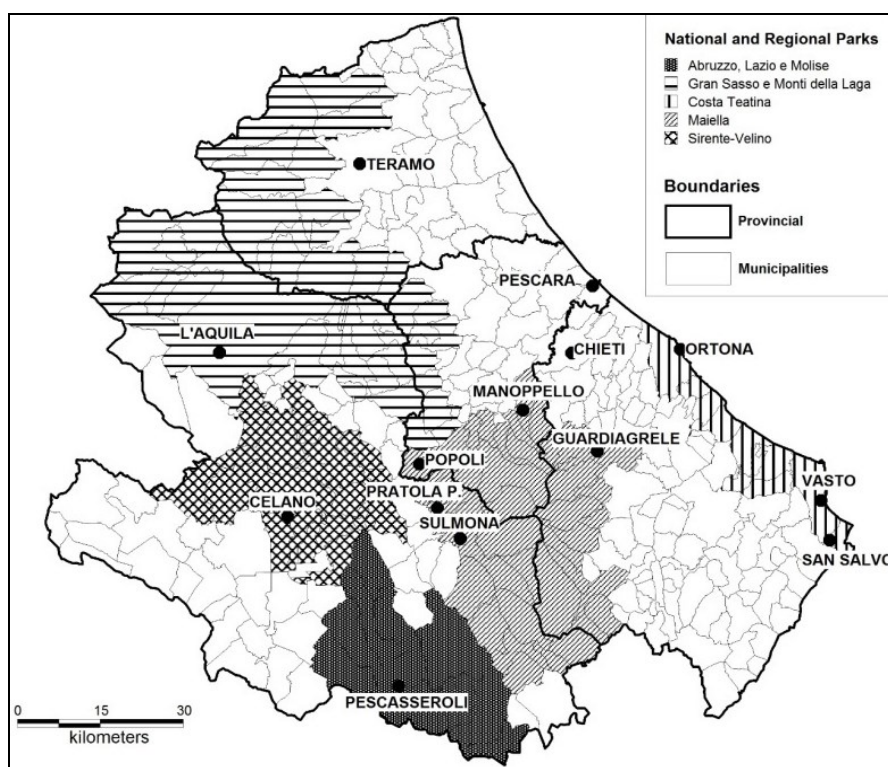 National and Regional Parks
Abruzzo, Lazio e Molise
Gran Sasso e Monti della Laga
Costa Teatina
Maiella
Sirente-Velino
Boundaries
Provincial
Municipalities
TERAMO
PESCARA
L'AQUILA
CHIETI
ORTONA
MANOPPELLO
GUARDIAGRELE
POPOLI
PRATOLA P.
VASTO
CELANO
SULMONA
SAN SALVO
PESCASSEROLI
0 15 30
kilometers